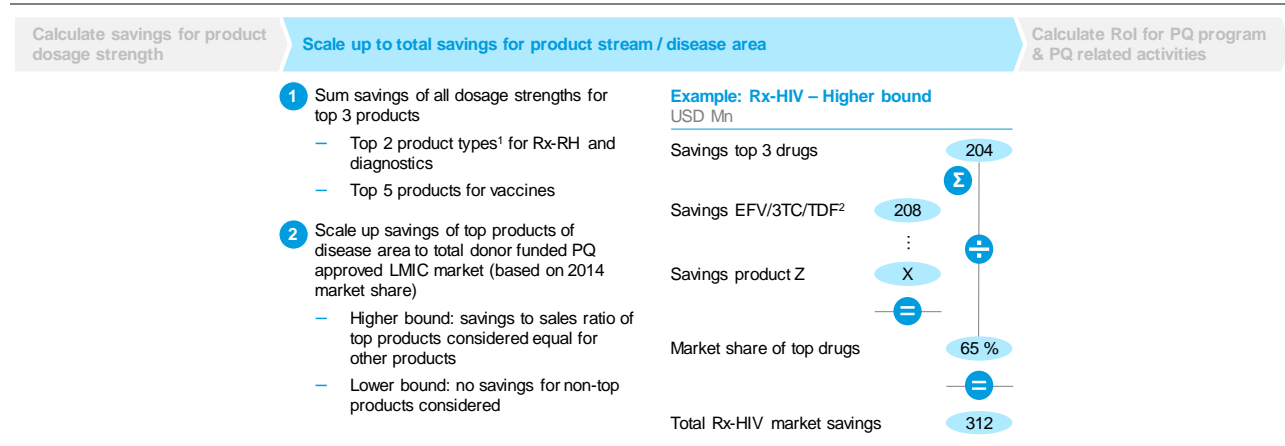 Calculate savings for product
dosage strength
Scale up to total savings for product stream / disease area
Calculate RoI for PQ program
& PQ related activities
1 Sum savings of all dosage strengths for
top 3 products
– Top 2 product types¹ for Rx-RH and
diagnostics
– Top 5 products for vaccines
2 Scale up savings of top products of
disease area to total donor funded PQ
approved LMIC market (based on 2014
market share)
– Higher bound: savings to sales ratio of
top products considered equal for
other products
– Lower bound: no savings for non-top
products considered
Example: Rx-HIV – Higher bound
USD Mn
Savings top 3 drugs 204
Σ
Savings EFV/3TC/TDF² 208
⋮
÷
Savings product Z X
=
Market share of top drugs 65 %
=
Total Rx-HIV market savings 312